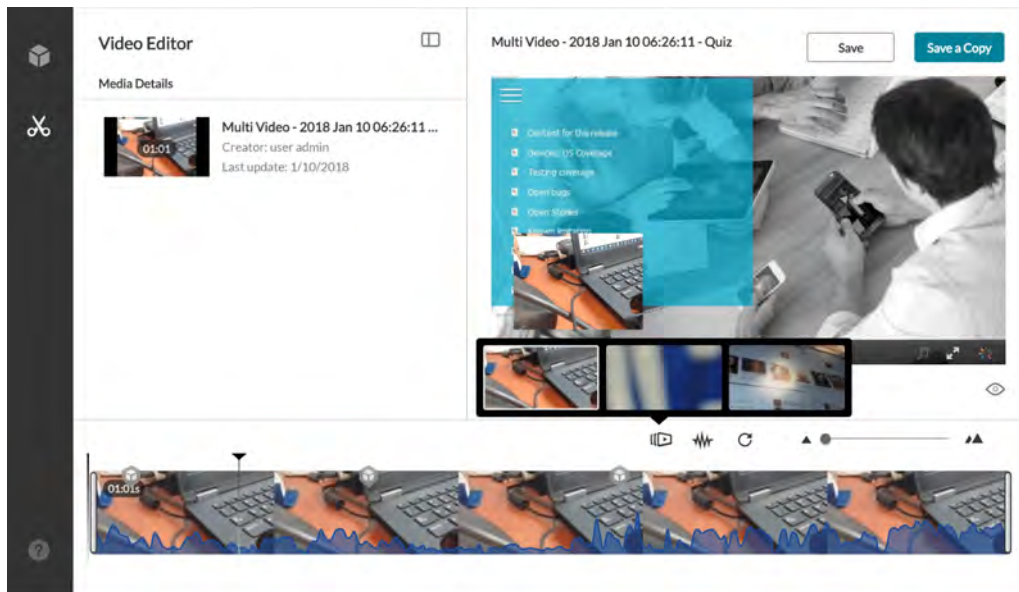 Video Editor
Media Details
01:01
Multi Video - 2018 Jan 10 06:26:11 ...
Creator: user admin
Last update: 1/10/2018
Multi Video - 2018 Jan 10 06:26:11 - Quiz
Save
Save a Copy
Content for this release
devices, OS Coverage
Testing coverage
Open bugs
Open Stories
Known limitation
01:01s
?